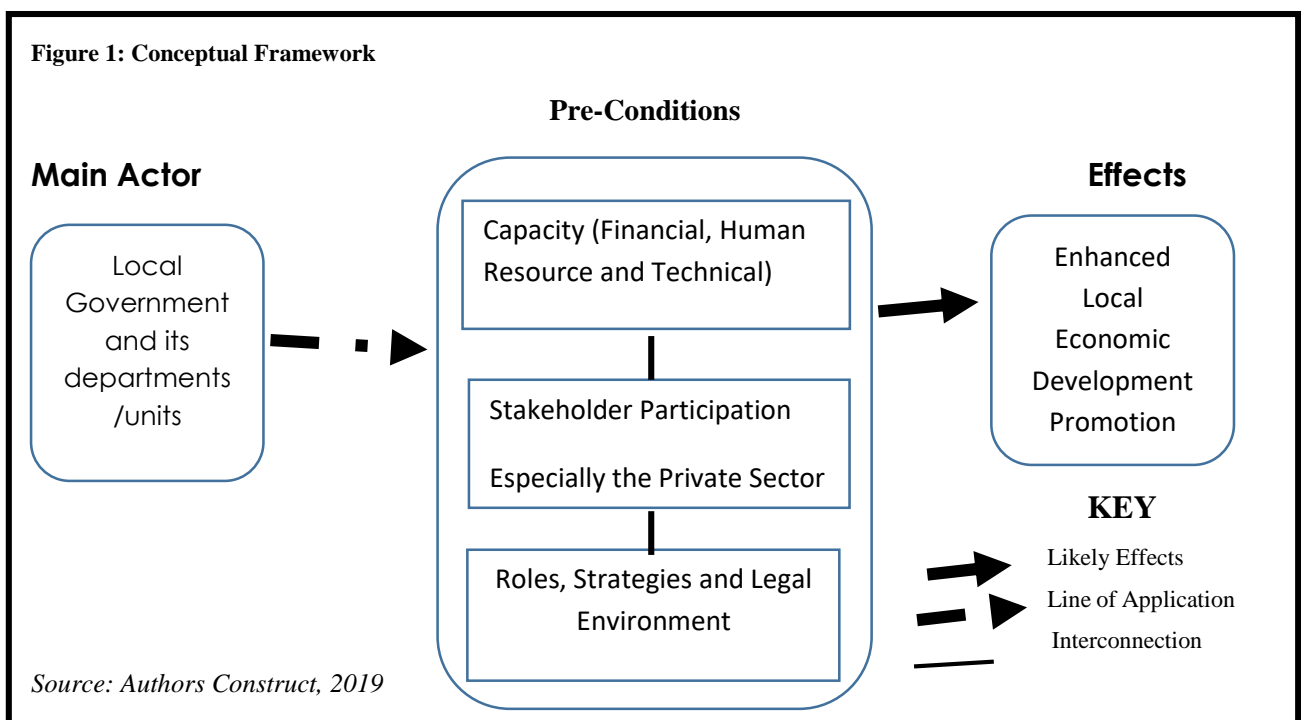 Figure 1: Conceptual Framework
Pre-Conditions
Main Actor
Effects
Local
Government
and its
departments
/units
Capacity (Financial, Human
Resource and Technical)
Stakeholder Participation
Especially the Private Sector
Roles, Strategies and Legal
Environment
Enhanced
Local
Economic
Development
Promotion
KEY
Likely Effects
Line of Application
Interconnection
Source: Authors Construct, 2019